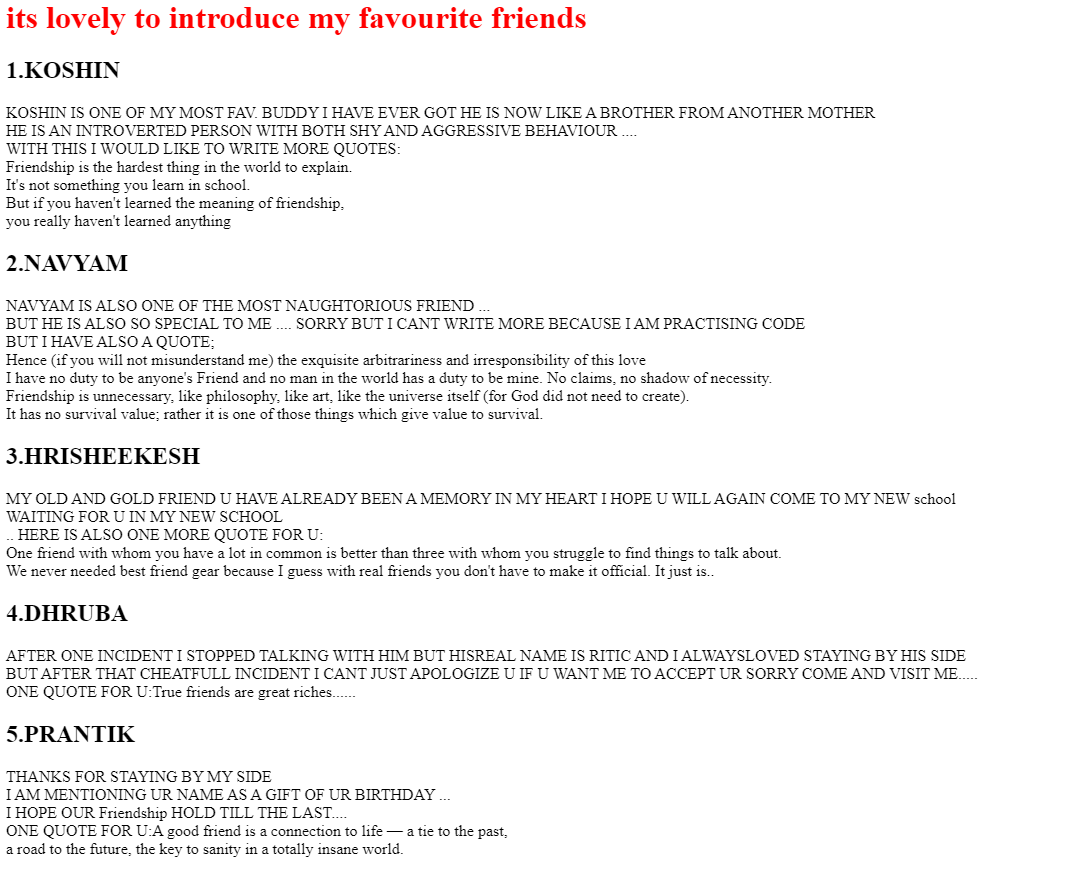 its lovely to introduce my favourite friends
1.KOSHIN
KOSHIN IS ONE OF MY MOST FAV. BUDDY I HAVE EVER GOT HE IS NOW LIKE A BROTHER FROM ANOTHER MOTHER
HE IS AN INTROVERTED PERSON WITH BOTH SHY AND AGGRESSIVE BEHAVIOUR ....
WITH THIS I WOULD LIKE TO WRITE MORE QUOTES:
Friendship is the hardest thing in the world to explain.
It's not something you learn in school.
But if you haven't learned the meaning of friendship,
you really haven't learned anything
2.NAVYAM
NAVYAM IS ALSO ONE OF THE MOST NAUGHTORIOUS FRIEND ...
BUT HE IS ALSO SO SPECIAL TO ME .... SORRY BUT I CANT WRITE MORE BECAUSE I AM PRACTISING CODE
BUT I HAVE ALSO A QUOTE;
Hence (if you will not misunderstand me) the exquisite arbitrariness and irresponsibility of this love
I have no duty to be anyone's Friend and no man in the world has a duty to be mine. No claims, no shadow of necessity.
Friendship is unnecessary, like philosophy, like art, like the universe itself (for God did not need to create).
It has no survival value; rather it is one of those things which give value to survival.
3.HRISHEEKESH
MY OLD AND GOLD FRIEND U HAVE ALREADY BEEN A MEMORY IN MY HEART I HOPE U WILL AGAIN COME TO MY NEW school
WAITING FOR U IN MY NEW SCHOOL
.. HERE IS ALSO ONE MORE QUOTE FOR U:
One friend with whom you have a lot in common is better than three with whom you struggle to find things to talk about.
We never needed best friend gear because I guess with real friends you don't have to make it official. It just is..
4.DHRUBA
AFTER ONE INCIDENT I STOPPED TALKING WITH HIM BUT HISREAL NAME IS RITIC AND I ALWAYSLOVED STAYING BY HIS SIDE
BUT AFTER THAT CHEATFULL INCIDENT I CANT JUST APOLOGIZE U IF U WANT ME TO ACCEPT UR SORRY COME AND VISIT ME.....
ONE QUOTE FOR U:True friends are great riches......
5.PRANTIK
THANKS FOR STAYING BY MY SIDE
I AM MENTIONING UR NAME AS A GIFT OF UR BIRTHDAY ...
I HOPE OUR Friendship HOLD TILL THE LAST....
ONE QUOTE FOR U:A good friend is a connection to life — a tie to the past,
a road to the future, the key to sanity in a totally insane world.